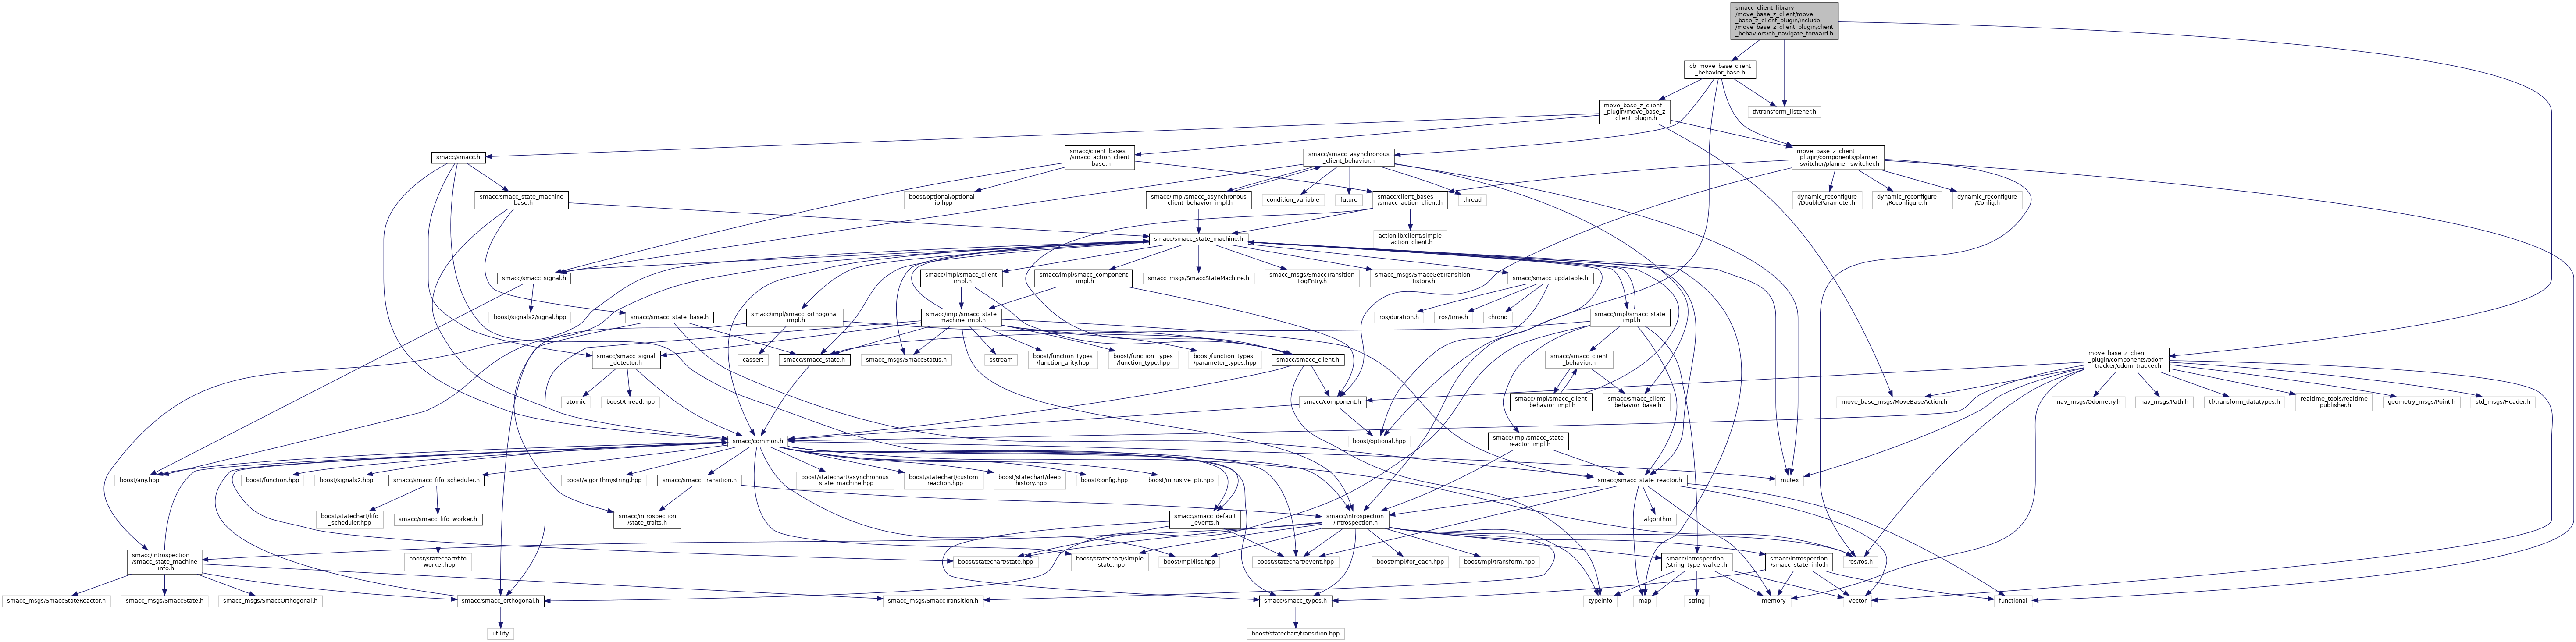 smacc_client_library
/move_base_z_client/move
_base_z_client_plugin/include
/move_base_z_client_plugin/client
_behaviors/cb_navigate_forward.h
cb_move_base_client
_behavior_base.h
move_base_z_client
_plugin/move_base_z
_client_plugin.h
tf/transform_listener.h
smacc/smacc.h
smacc/client_bases
/smacc_action_client
_base.h
smacc/smacc_asynchronous
_client_behavior.h
move_base_z_client
_plugin/components/planner
_switcher/planner_switcher.h
smacc/smacc_state_machine
_base.h
boost/optional/optional
_io.hpp
smacc/impl/smacc_asynchronous
_client_behavior_impl.h
condition_variable
future
smacc/client_bases
/smacc_action_client.h
thread
dynamic_reconfigure
/DoubleParameter.h
dynamic_reconfigure
/Reconfigure.h
dynamic_reconfigure
/Config.h
smacc/smacc_state_machine.h
actionlib/client/simple
_action_client.h
smacc/smacc_signal.h
smacc/impl/smacc_client
_impl.h
smacc/impl/smacc_component
_impl.h
smacc_msgs/SmaccStateMachine.h
smacc_msgs/SmaccTransition
LogEntry.h
smacc_msgs/SmaccGetTransition
History.h
smacc/smacc_updatable.h
boost/signals2/signal.hpp
smacc/smacc_state_base.h
smacc/impl/smacc_orthogonal
_impl.h
smacc/impl/smacc_state
_machine_impl.h
ros/duration.h
ros/time.h
chrono
smacc/impl/smacc_state
_impl.h
smacc/smacc_signal
_detector.h
cassert
smacc/smacc_state.h
smacc_msgs/SmaccStatus.h
sstream
boost/function_types
/function_arity.hpp
boost/function_types
/function_type.hpp
boost/function_types
/parameter_types.hpp
smacc/smacc_client.h
smacc/smacc_client
_behavior.h
move_base_z_client
_plugin/components/odom
_tracker/odom_tracker.h
atomic
boost/thread.hpp
smacc/component.h
smacc/impl/smacc_client
_behavior_impl.h
smacc/smacc_client
_behavior_base.h
move_base_msgs/MoveBaseAction.h
nav_msgs/Odometry.h
nav_msgs/Path.h
tf/transform_datatypes.h
realtime_tools/realtime
_publisher.h
geometry_msgs/Point.h
std_msgs/Header.h
smacc/common.h
boost/optional.hpp
smacc/impl/smacc_state
_reactor_impl.h
boost/any.hpp
boost/function.hpp
boost/signals2.hpp
smacc/smacc_fifo_scheduler.h
boost/algorithm/string.hpp
smacc/smacc_transition.h
boost/statechart/asynchronous
_state_machine.hpp
boost/statechart/custom
_reaction.hpp
boost/statechart/deep
_history.hpp
boost/config.hpp
boost/intrusive_ptr.hpp
smacc/smacc_state_reactor.h
mutex
boost/statechart/fifo
_scheduler.hpp
smacc/smacc_fifo_worker.h
smacc/introspection
/state_traits.h
smacc/smacc_default
_events.h
smacc/introspection
/introspection.h
algorithm
smacc/introspection
/smacc_state_machine
_info.h
boost/statechart/fifo
_worker.hpp
boost/statechart/state.hpp
boost/statechart/simple
_state.hpp
boost/mpl/list.hpp
boost/statechart/event.hpp
boost/mpl/for_each.hpp
boost/mpl/transform.hpp
smacc/introspection
/string_type_walker.h
smacc/introspection
/smacc_state_info.h
ros/ros.h
smacc_msgs/SmaccStateReactor.h
smacc_msgs/SmaccState.h
smacc_msgs/SmaccOrthogonal.h
smacc/smacc_orthogonal.h
smacc_msgs/SmaccTransition.h
smacc/smacc_types.h
typeinfo
map
string
memory
vector
functional
utility
boost/statechart/transition.hpp